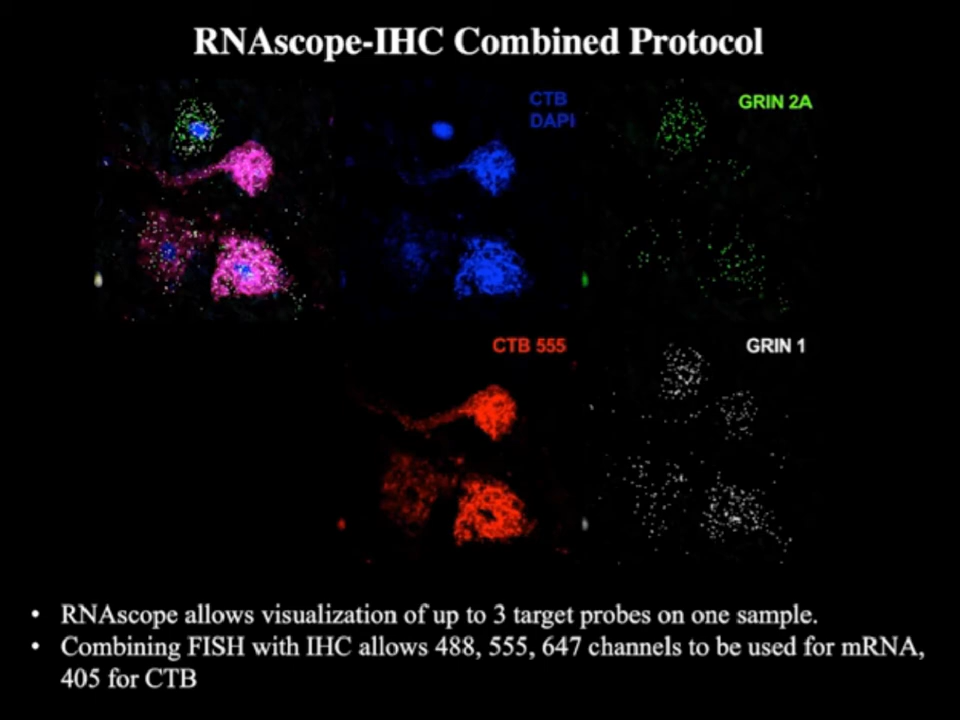 RNAscope-IHC Combined Protocol
CTB
DAPI
GRIN 2A
CTB 555
GRIN 1
• RNAscope allows visualization of up to 3 target probes on one sample.
• Combining FISH with IHC allows 488, 555, 647 channels to be used for mRNA,
405 for CTB